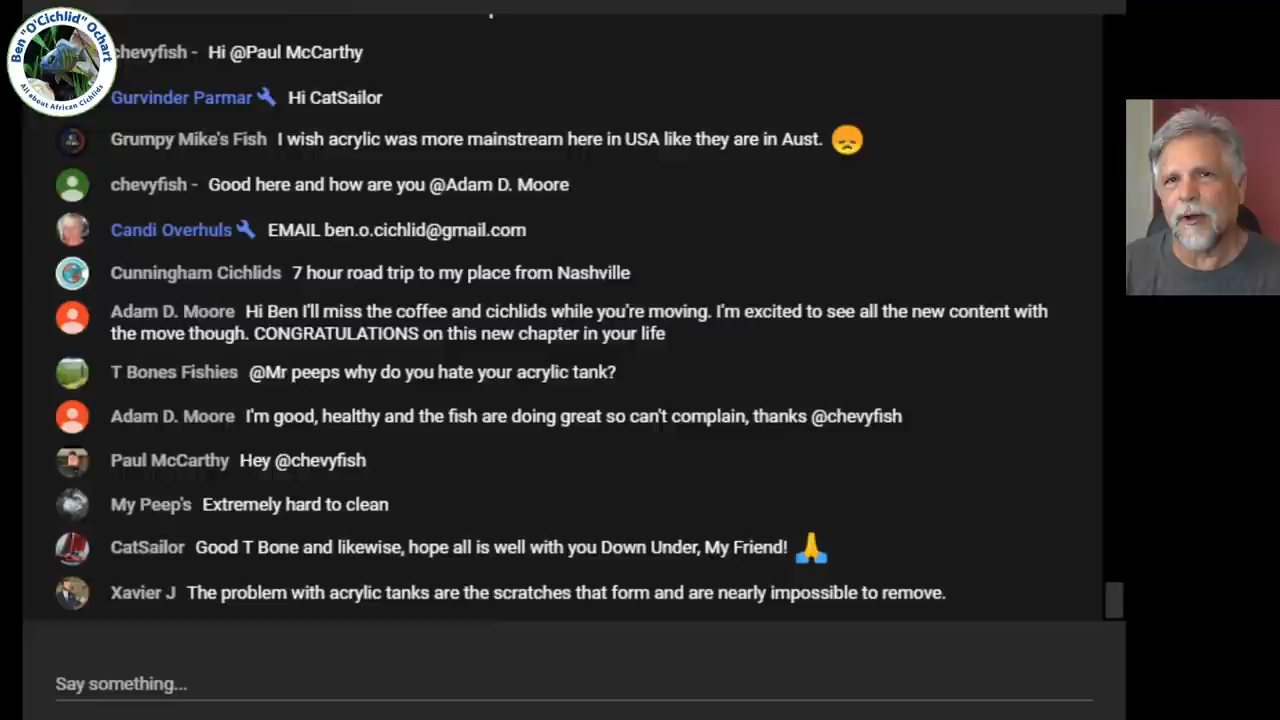 Ben "O'Cichlid" Ochart
All about African Cichlids
chevyfish - Hi @Paul McCarthy
Gurvinder Parmar Hi CatSailor
Grumpy Mike's Fish I wish acrylic was more mainstream here in USA like they are in Aust.
chevyfish - Good here and how are you @Adam D. Moore
Candi Overhuls EMAIL ben.o.cichlid@gmail.com
Cunningham Cichlids 7 hour road trip to my place from Nashville
Adam D. Moore Hi Ben I'll miss the coffee and cichlids while you're moving. I'm excited to see all the new content with
the move though. CONGRATULATIONS on this new chapter in your life
T Bones Fishies @Mr peeps why do you hate your acrylic tank?
Adam D. Moore I'm good, healthy and the fish are doing great so can't complain, thanks @chevyfish
Paul McCarthy Hey @chevyfish
My Peep's Extremely hard to clean
CatSailor Good T Bone and likewise, hope all is well with you Down Under, My Friend!
Xavier J The problem with acrylic tanks are the scratches that form and are nearly impossible to remove.
Say something...